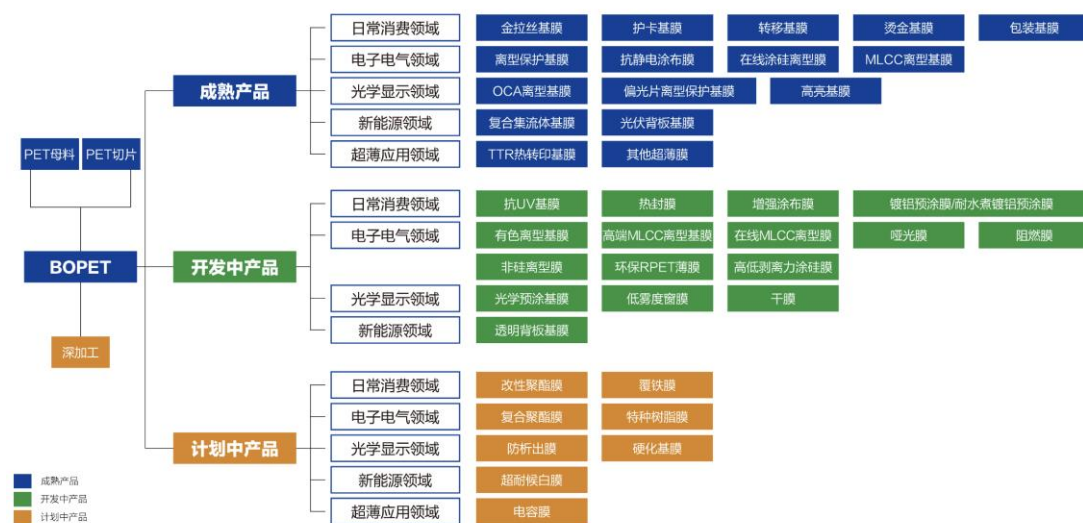 日常消费领域 金拉丝基膜 护卡基膜 转移基膜 烫金基膜 包装基膜
电子电气领域 离型保护基膜 抗静电涂布膜 在线涂硅离型膜 MLCC离型基膜
成熟产品
光学显示领域 OCA离型基膜 偏光片离型保护基膜 高亮基膜
新能源领域 复合集流体基膜 光伏背板基膜
超薄应用领域 TTR热转印基膜 其他超薄膜
PET母料 PET切片
日常消费领域 抗UV基膜 热封膜 增强涂布膜 镀铝预涂膜/耐水煮镀铝预涂膜
电子电气领域 有色离型基膜 高端MLCC离型基膜 在线MLCC离型膜 哑光膜 阻燃膜
BOPET
开发中产品
非硅离型膜 环保RPET薄膜 高低剥离力涂硅膜
光学显示领域 光学预涂基膜 低雾度窗膜 干膜
新能源领域 透明背板基膜
深加工
日常消费领域 改性聚酯膜 覆铁膜
电子电气领域 复合聚酯膜 特种树脂膜
计划中产品
光学显示领域 防析出膜 硬化基膜
新能源领域 超耐候白膜
超薄应用领域 电容膜
成熟产品
开发中产品
计划中产品